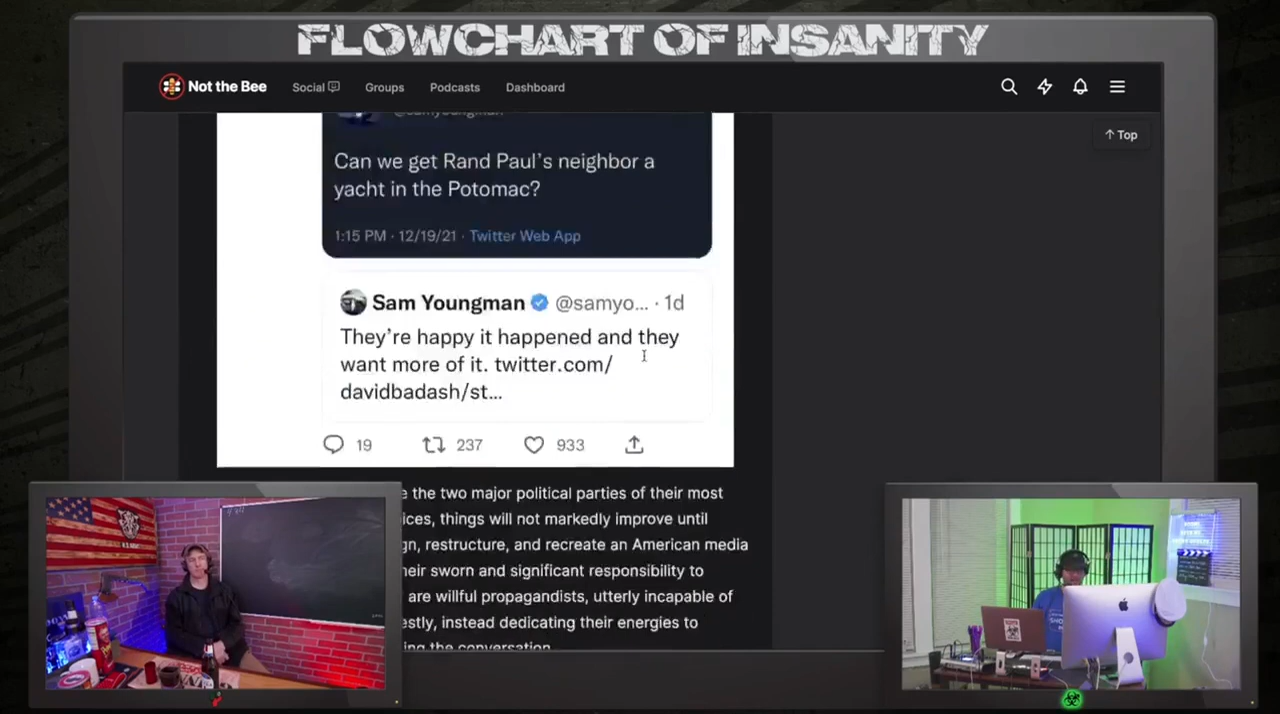 FLOWCHART OF INSANITY
Not the Bee Social Groups Podcasts Dashboard
↑ Top
Can we get Rand Paul's neighbor a
yacht in the Potomac?
1:15 PM · 12/19/21 · Twitter Web App
Sam Youngman @samyo... · 1d
They're happy it happened and they
want more of it. twitter.com/
davidbadash/st...
19 237 933
e the two major political parties of their most
ices, things will not markedly improve until
gn, restructure, and recreate an American media
heir sworn and significant responsibility to
are willful propagandists, utterly incapable of
estly, instead dedicating their energies to
ing the conversation.